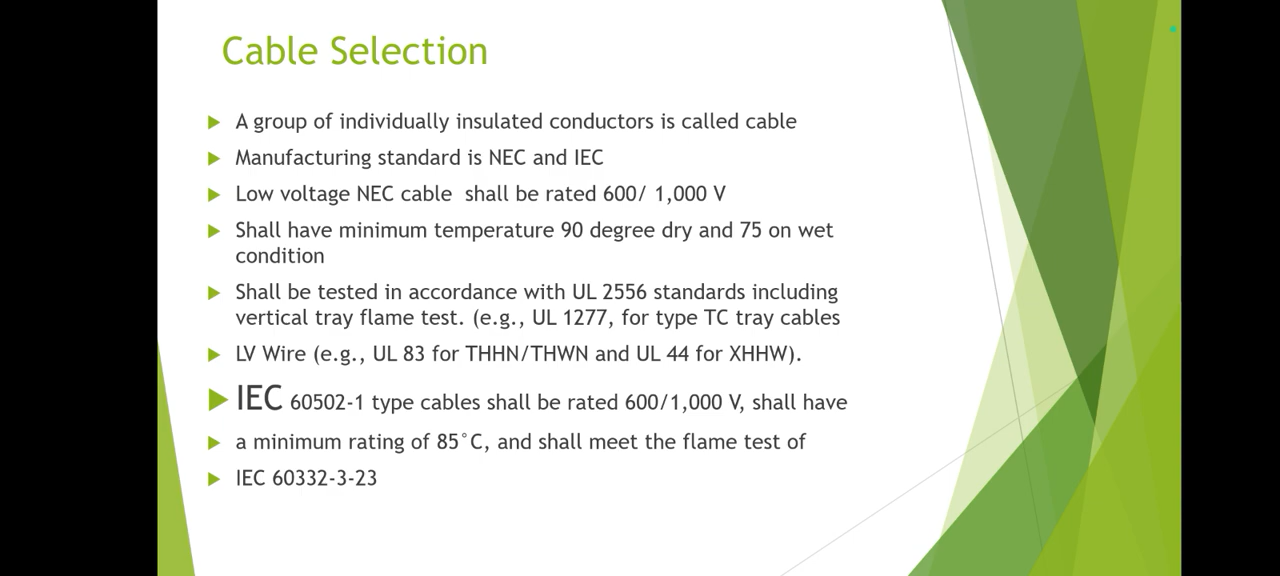 Cable Selection
A group of individually insulated conductors is called cable
Manufacturing standard is NEC and IEC
Low voltage NEC cable  shall be rated 600/ 1,000 V
Shall have minimum temperature 90 degree dry and 75 on wet
condition
Shall be tested in accordance with UL 2556 standards including
vertical tray flame test. (e.g., UL 1277, for type TC tray cables
LV Wire (e.g., UL 83 for THHN/THWN and UL 44 for XHHW).
IEC 60502-1 type cables shall be rated 600/1,000 V, shall have
a minimum rating of 85°C, and shall meet the flame test of
IEC 60332-3-23